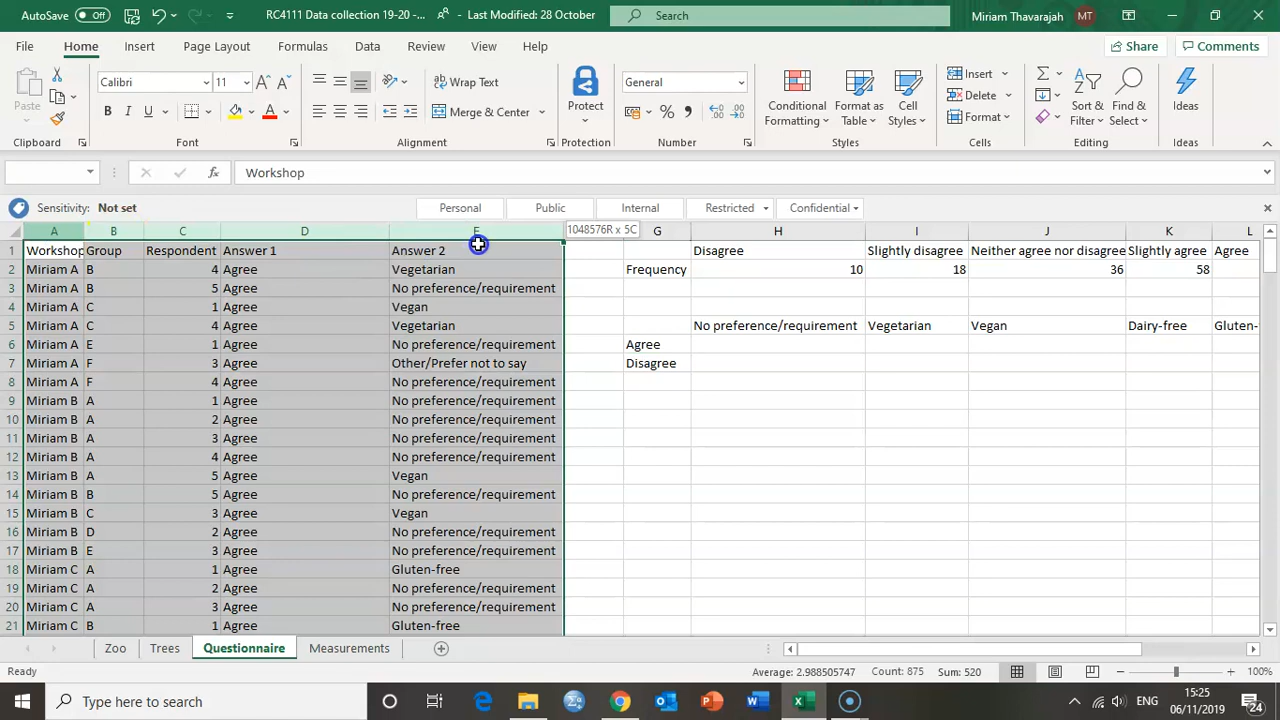 AutoSave Off RC4111 Data collection 19-20 -... - Last Modified: 28 October Search Miriam Thavarajah MT
File Home Insert Page Layout Formulas Data Review View Help Share Comments
Paste Calibri 11 Wrap Text General Protect Conditional Formatting Format as Table Cell Styles Insert Sort & Filter Find & Select Ideas
B I U A Merge & Center % Delete
Format
Clipboard Font Alignment Protection Number Styles Cells Editing Ideas
fx Workshop
Sensitivity: Not set Personal Public Internal Restricted Confidential
A B C D E 1048576R x 5C G H I J K L
1 Workshop Group Respondent Answer 1 Answer 2 Disagree Slightly disagree Neither agree nor disagree Slightly agree Agree
2 Miriam A B 4 Agree Vegetarian Frequency 10 18 36 58
3 Miriam A B 5 Agree No preference/requirement
4 Miriam A C 1 Agree Vegan
5 Miriam A C 4 Agree Vegetarian No preference/requirement Vegetarian Vegan Dairy-free Gluten-
6 Miriam A E 1 Agree No preference/requirement Agree
7 Miriam A F 3 Agree Other/Prefer not to say Disagree
8 Miriam A F 4 Agree No preference/requirement
9 Miriam B A 1 Agree No preference/requirement
10 Miriam B A 2 Agree No preference/requirement
11 Miriam B A 3 Agree No preference/requirement
12 Miriam B A 4 Agree No preference/requirement
13 Miriam B A 5 Agree Vegan
14 Miriam B B 5 Agree No preference/requirement
15 Miriam B C 3 Agree Vegan
16 Miriam B D 2 Agree No preference/requirement
17 Miriam B E 3 Agree No preference/requirement
18 Miriam C A 1 Agree Gluten-free
19 Miriam C A 2 Agree No preference/requirement
20 Miriam C A 3 Agree No preference/requirement
21 Miriam C B 1 Agree Gluten-free
Zoo Trees Questionnaire Measurements
Ready Average: 2.988505747 Count: 875 Sum: 520 100%
Type here to search ENG 15:25
06/11/2019 24